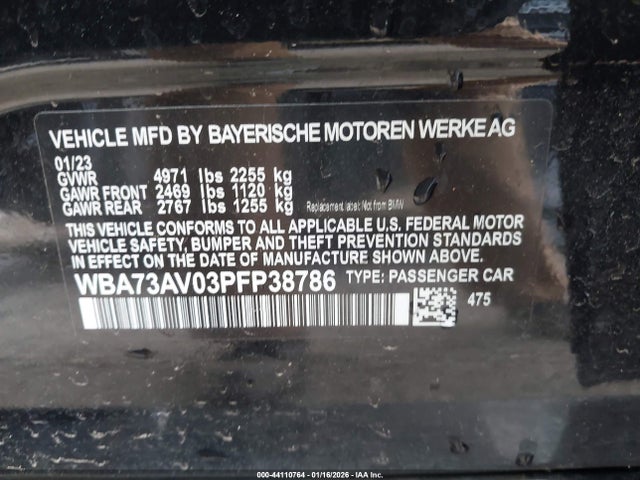 VEHICLE MFD BY BAYERISCHE MOTOREN WERKE AG
01/23
GVWR 4971 lbs 2255 kg
GAWR FRONT 2469 lbs 1120 kg
GAWR REAR 2767 lbs 1255 kg Replacement label: Not from BMW
THIS VEHICLE CONFORMS TO ALL APPLICABLE U.S. FEDERAL MOTOR
VEHICLE SAFETY, BUMPER AND THEFT PREVENTION STANDARDS
IN EFFECT ON THE DATE OF MANUFACTURE SHOWN ABOVE.
WBA73AV03PFP38786 TYPE: PASSENGER CAR
475
000-44110764 - 01/16/2026 - IAA Inc.